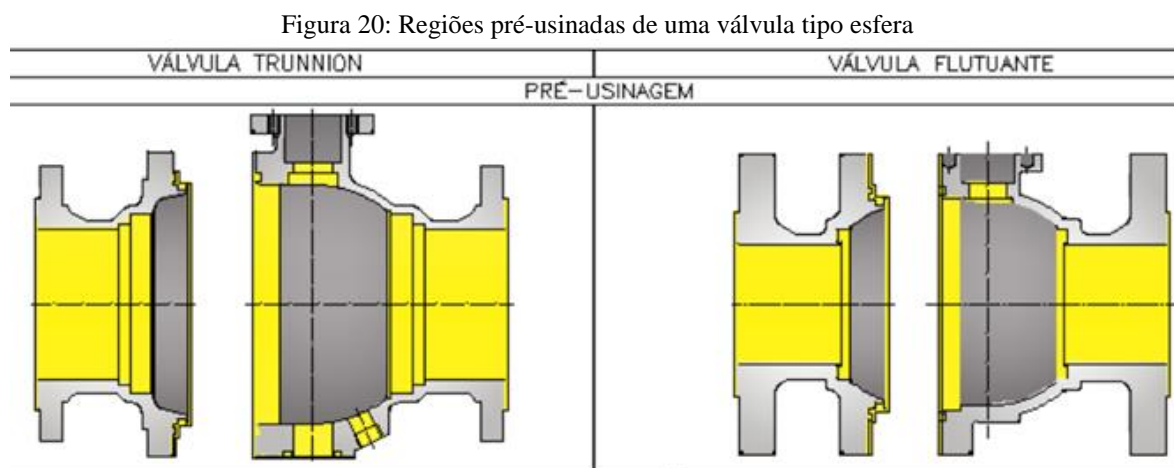 Figura 20: Regiões pré-usinadas de uma válvula tipo esfera
VÁLVULA TRUNNION
VÁLVULA FLUTUANTE
PRÉ-USINAGEM